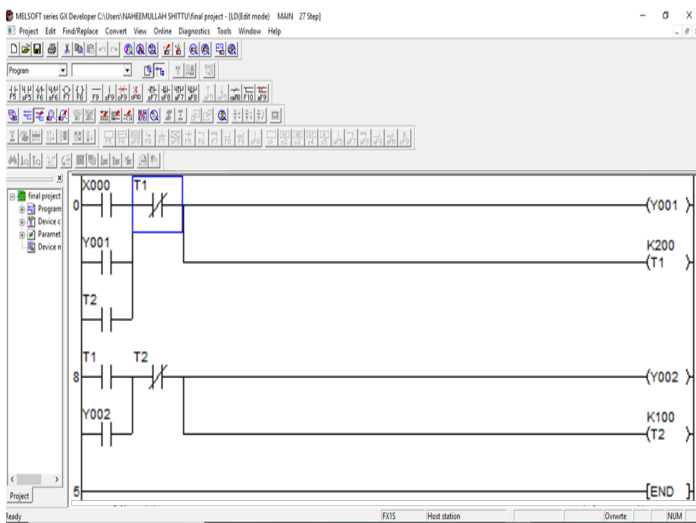 MELSOFT series GX Developer C:\Users\NAHEEMULLAH SHITTU\final project - [LD(Edit mode) MAIN 27 Step]
Project Edit Find/Replace Convert View Online Diagnostics Tools Window Help
Program
final project
Program
Device c
Paramet
Device n
Project
X000 T1
0 (Y001)
Y001 K200
(T1)
T2
T1 T2
8 (Y002)
Y002 K100
(T2)
5 [END]
Ready FX1S Host station Ovrwrte NUM